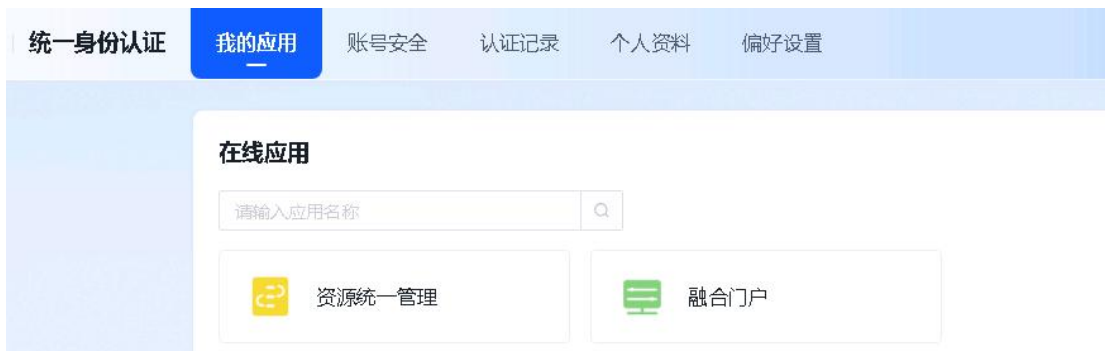 统一身份认证 我的应用 账号安全 认证记录 个人资料 偏好设置
在线应用
请输入应用名称
资源统一管理 融合门户